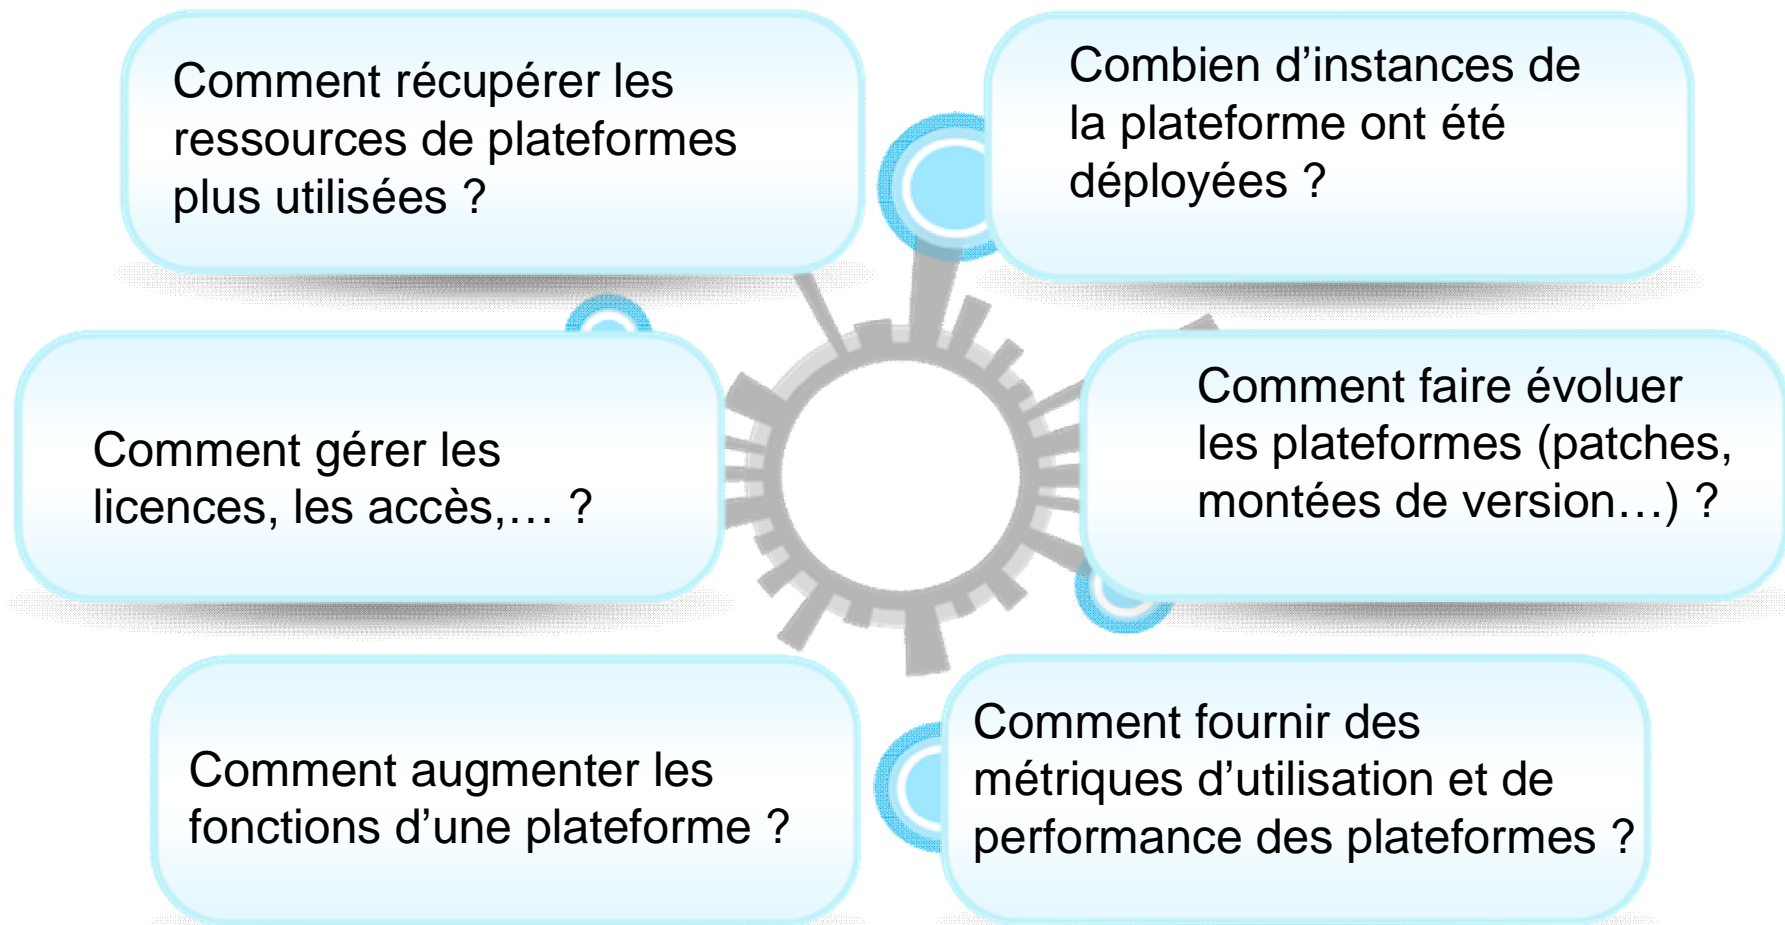 Comment récupérer les
ressources de plateformes
plus utilisées ?
Combien d’instances de
la plateforme ont été
déployées ?
Comment gérer les
licences, les accès,… ?
Comment faire évoluer
les plateformes (patches,
montées de version…) ?
Comment augmenter les
fonctions d’une plateforme ?
Comment fournir des
métriques d’utilisation et de
performance des plateformes ?